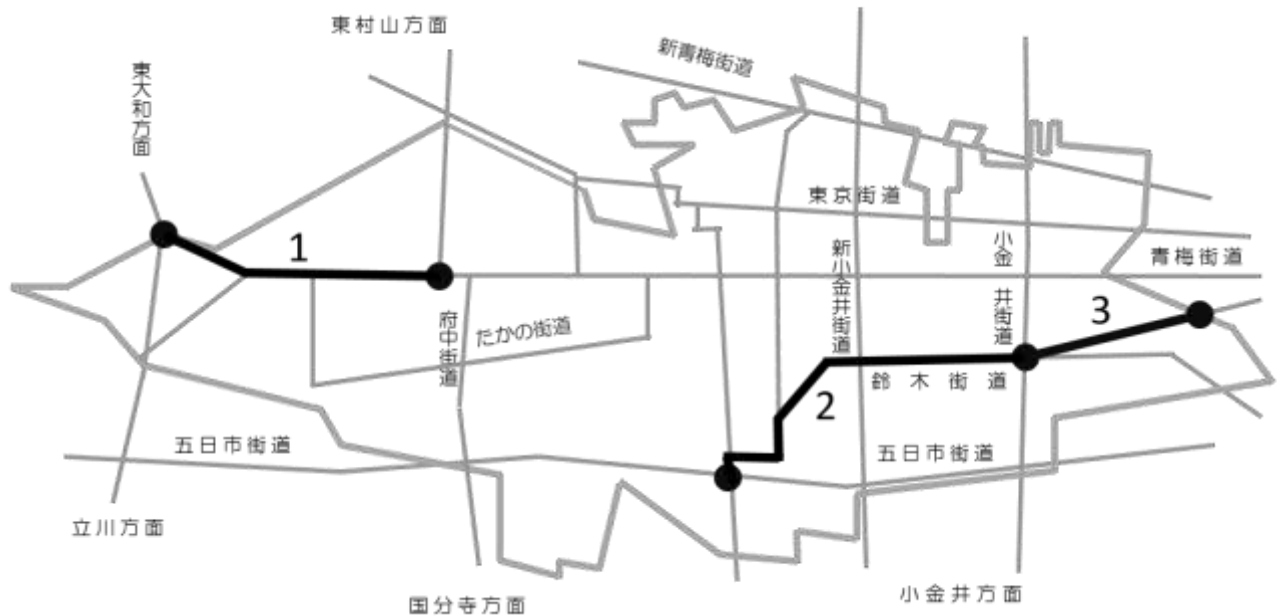 東村山方面
新青梅街道
東大和方面
東京街道
1
新小金井街道
小金井街道
青梅街道
3
府中街道
たかの街道
鈴木街道
2
五日市街道
五日市街道
立川方面
国分寺方面
小金井方面